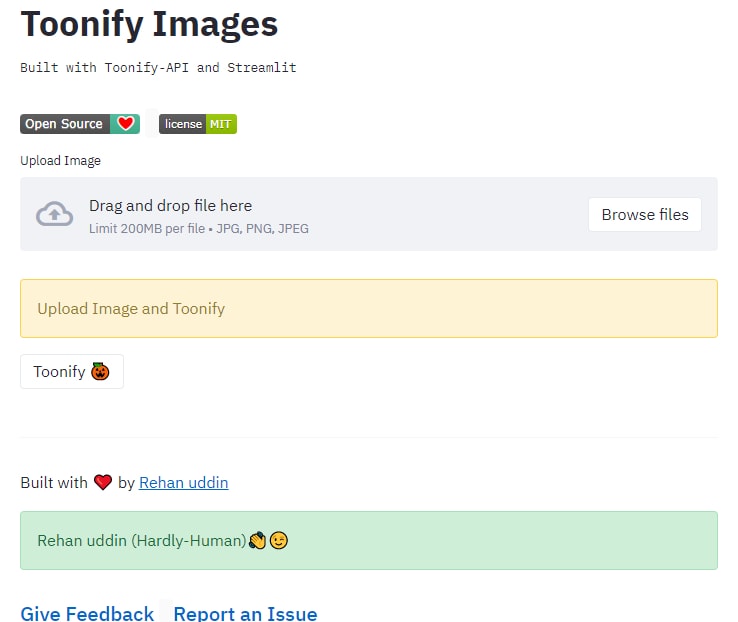 Toonify Images
Built with Toonify-API and Streamlit
Open Source license MIT
Upload Image
Drag and drop file here
Limit 200MB per file • JPG, PNG, JPEG
Browse files
Upload Image and Toonify
Toonify 🎃
Built with ❤️ by Rehan uddin
Rehan uddin (Hardly-Human)👋😉
Give Feedback Report an Issue